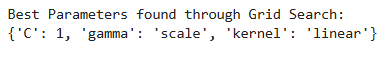 Best Parameters found through Grid Search:
{'C': 1, 'gamma': 'scale', 'kernel': 'linear'}